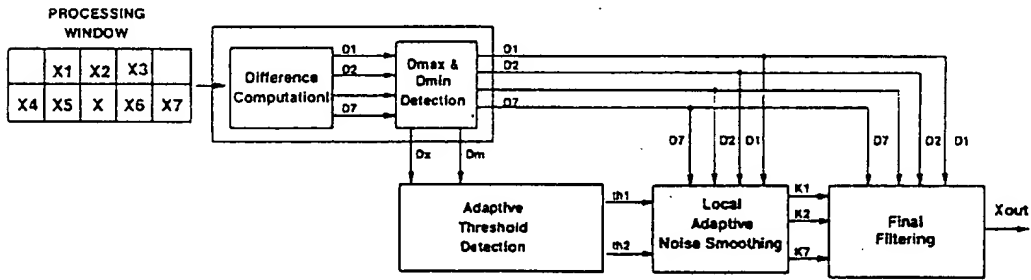 PROCESSING
WINDOW
X1 X2 X3
X4 X5 X X6 X7
Difference
Computation
D1
D2
D7
Dmax &
Dmin
Detection
D1
D2
D7
Dx Dm
D7 D2 D1
D7 D2 D1
Adaptive
Threshold
Detection
th1
th2
Local
Adaptive
Noise Smoothing
K1
K2
K7
Final
Filtering
Xout